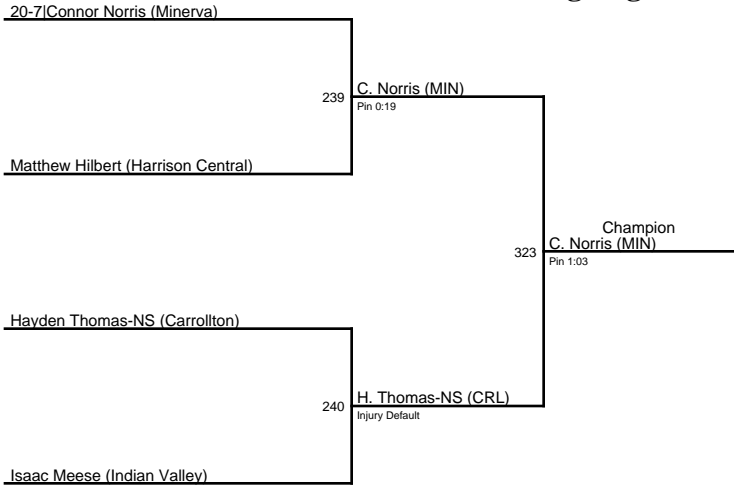 20-7|Connor Norris (Minerva)
239
C. Norris (MIN)
Pin 0:19
Matthew Hilbert (Harrison Central)
Champion
323
C. Norris (MIN)
Pin 1:03
Hayden Thomas-NS (Carrollton)
240
H. Thomas-NS (CRL)
Injury Default
Isaac Meese (Indian Valley)